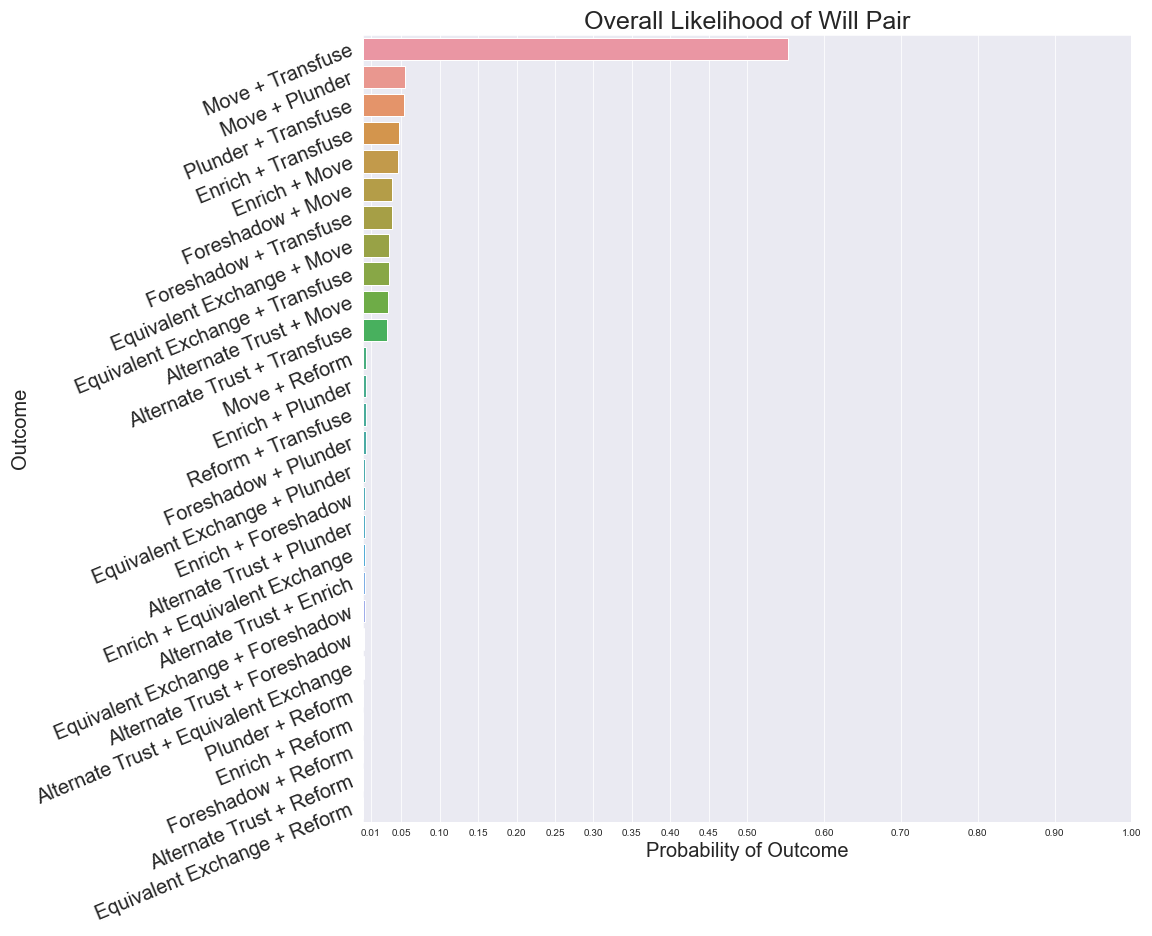 Overall Likelihood of Will Pair
Move + Transfuse
Move + Plunder
Plunder + Transfuse
Enrich + Transfuse
Enrich + Move
Foreshadow + Move
Foreshadow + Transfuse
Equivalent Exchange + Move
Equivalent Exchange + Transfuse
Alternate Trust + Move
Alternate Trust + Transfuse
Move + Reform
Enrich + Plunder
Reform + Transfuse
Foreshadow + Plunder
Equivalent Exchange + Plunder
Enrich + Foreshadow
Alternate Trust + Plunder
Enrich + Equivalent Exchange
Alternate Trust + Enrich
Equivalent Exchange + Foreshadow
Alternate Trust + Foreshadow
Alternate Trust + Equivalent Exchange
Plunder + Reform
Enrich + Reform
Foreshadow + Reform
Alternate Trust + Reform
Equivalent Exchange + Reform
Outcome
0.01 0.05 0.10 0.15 0.20 0.25 0.30 0.35 0.40 0.45 0.50 0.60 0.70 0.80 0.90 1.00
Probability of Outcome